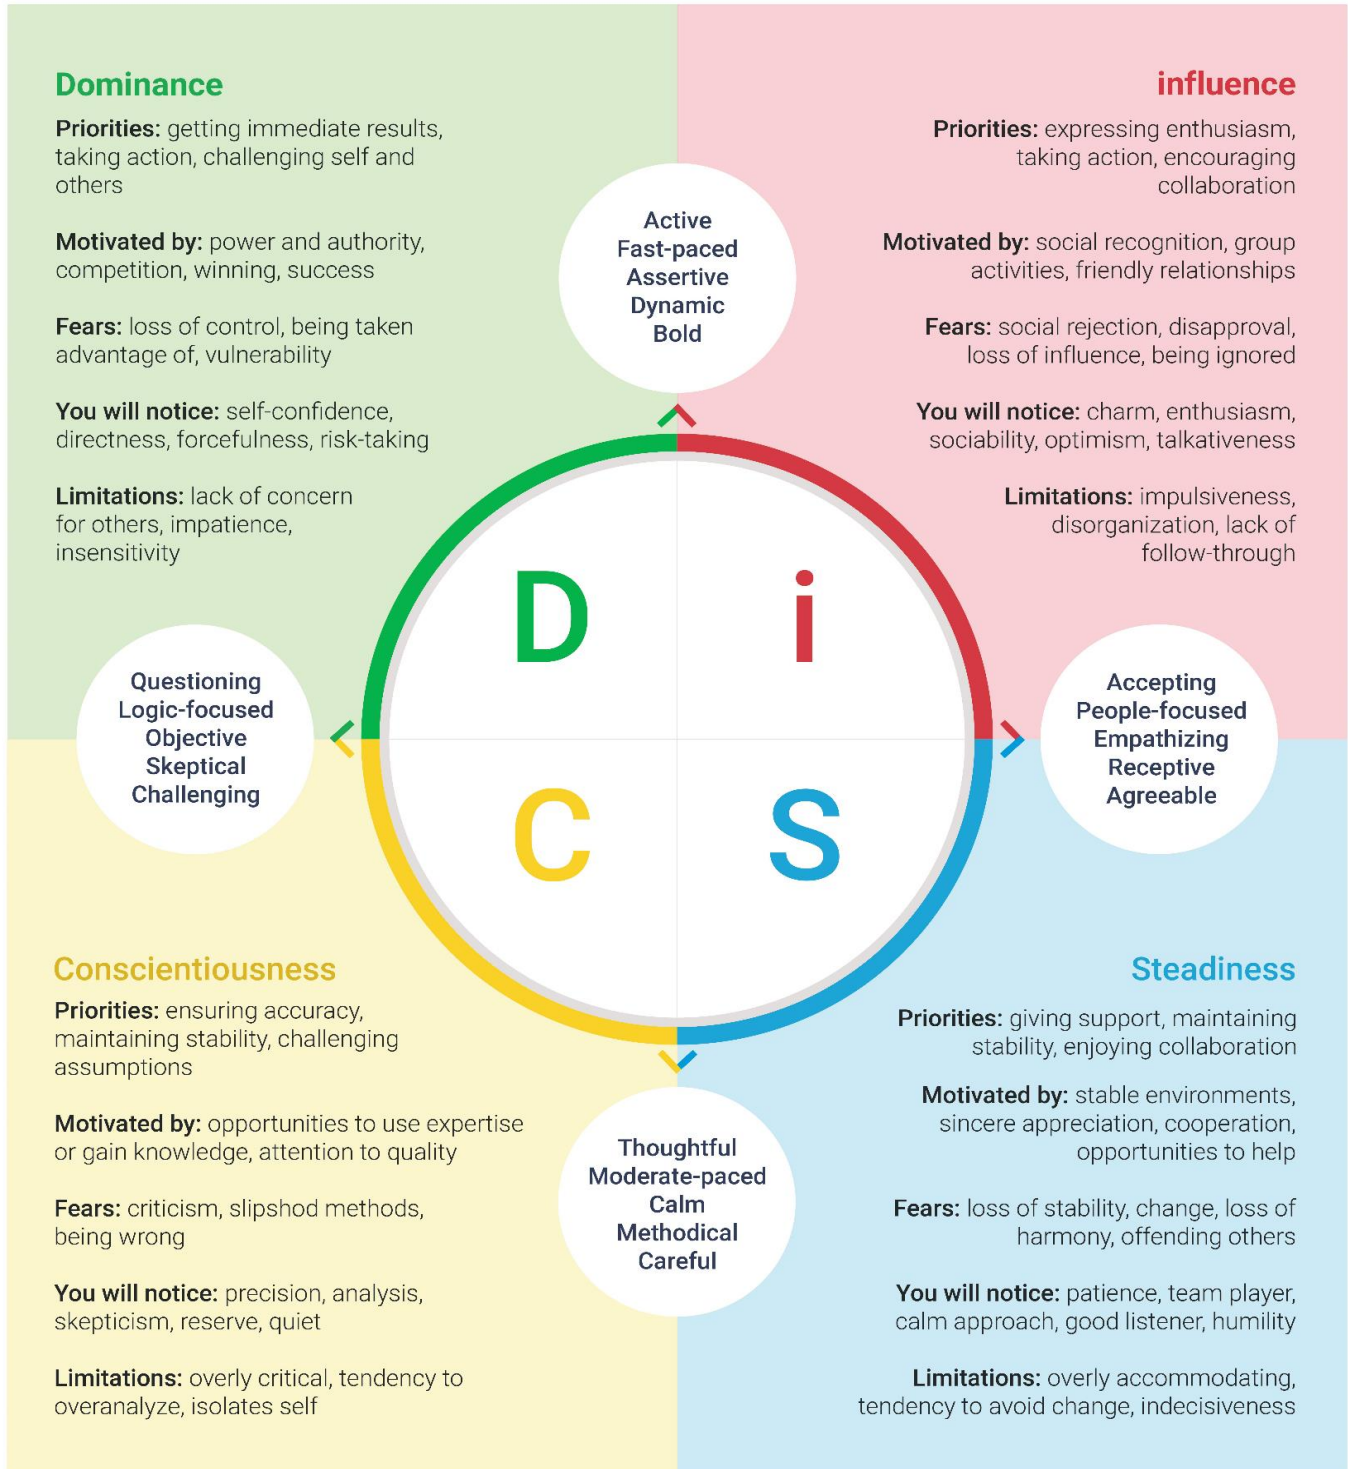 Dominance
Priorities: getting immediate results,
taking action, challenging self and
others
Motivated by: power and authority,
competition, winning, success
Fears: loss of control, being taken
advantage of, vulnerability
You will notice: self-confidence,
directness, forcefulness, risk-taking
Limitations: lack of concern
for others, impatience,
insensitivity
influence
Priorities: expressing enthusiasm,
taking action, encouraging
collaboration
Motivated by: social recognition, group
activities, friendly relationships
Fears: social rejection, disapproval,
loss of influence, being ignored
You will notice: charm, enthusiasm,
sociability, optimism, talkativeness
Limitations: impulsiveness,
disorganization, lack of
follow-through
Active
Fast-paced
Assertive
Dynamic
Bold
D
i
Questioning
Logic-focused
Objective
Skeptical
Challenging
Accepting
People-focused
Empathizing
Receptive
Agreeable
C
S
Conscientiousness
Priorities: ensuring accuracy,
maintaining stability, challenging
assumptions
Motivated by: opportunities to use expertise
or gain knowledge, attention to quality
Fears: criticism, slipshod methods,
being wrong
You will notice: precision, analysis,
skepticism, reserve, quiet
Limitations: overly critical, tendency to
overanalyze, isolates self
Thoughtful
Moderate-paced
Calm
Methodical
Careful
Steadiness
Priorities: giving support, maintaining
stability, enjoying collaboration
Motivated by: stable environments,
sincere appreciation, cooperation,
opportunities to help
Fears: loss of stability, change, loss of
harmony, offending others
You will notice: patience, team player,
calm approach, good listener, humility
Limitations: overly accommodating,
tendency to avoid change, indecisiveness